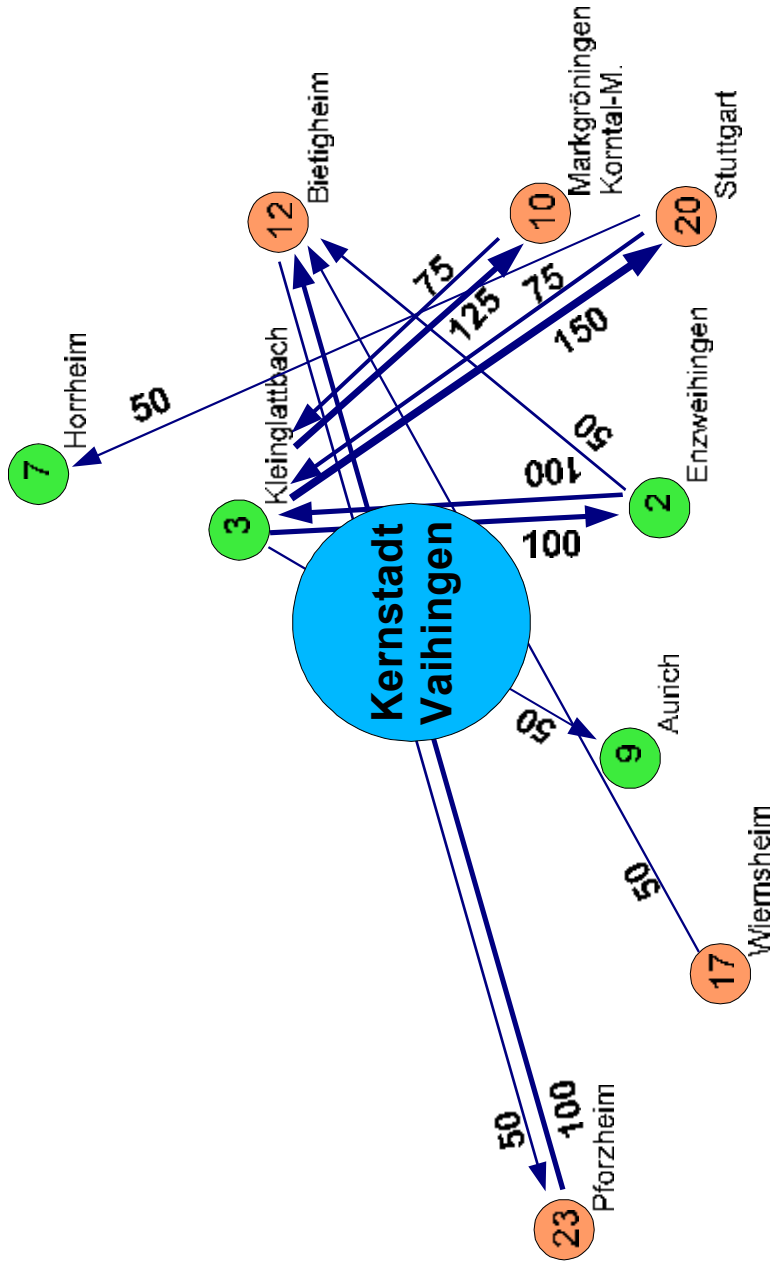 7
Horrheim
50
3
Kleinglattbach
12
Bietigheim
Kernstadt
Vaihingen
75
125
10
Markgröningen
Korntal-M.
75
150
20
Stuttgart
50
100
100
2
Enzweihingen
50
9
Aurich
50
17
Wiernsheim
50
100
23
Pforzheim